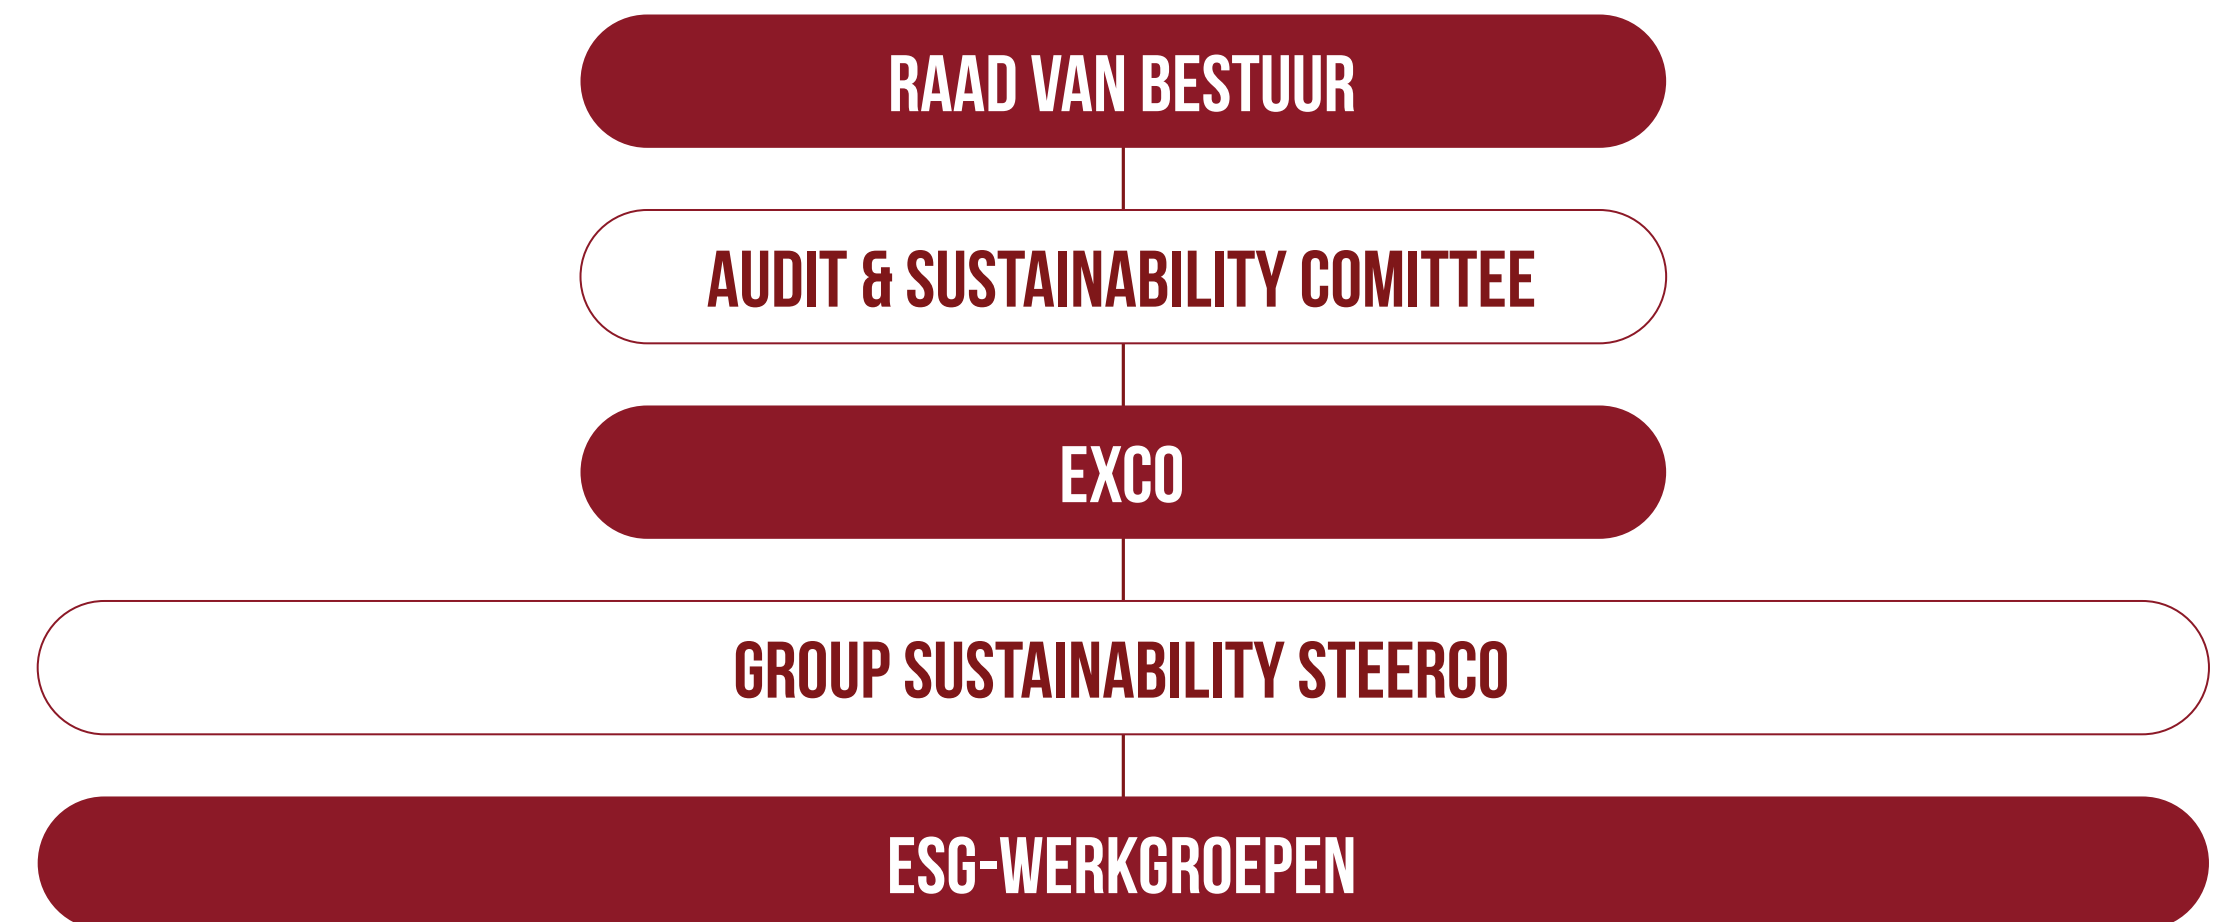 RAAD VAN BESTUUR
AUDIT & SUSTAINABILITY COMITTEE
EXCO
GROUP SUSTAINABILITY STEERCO
ESG-WERKGROEPEN